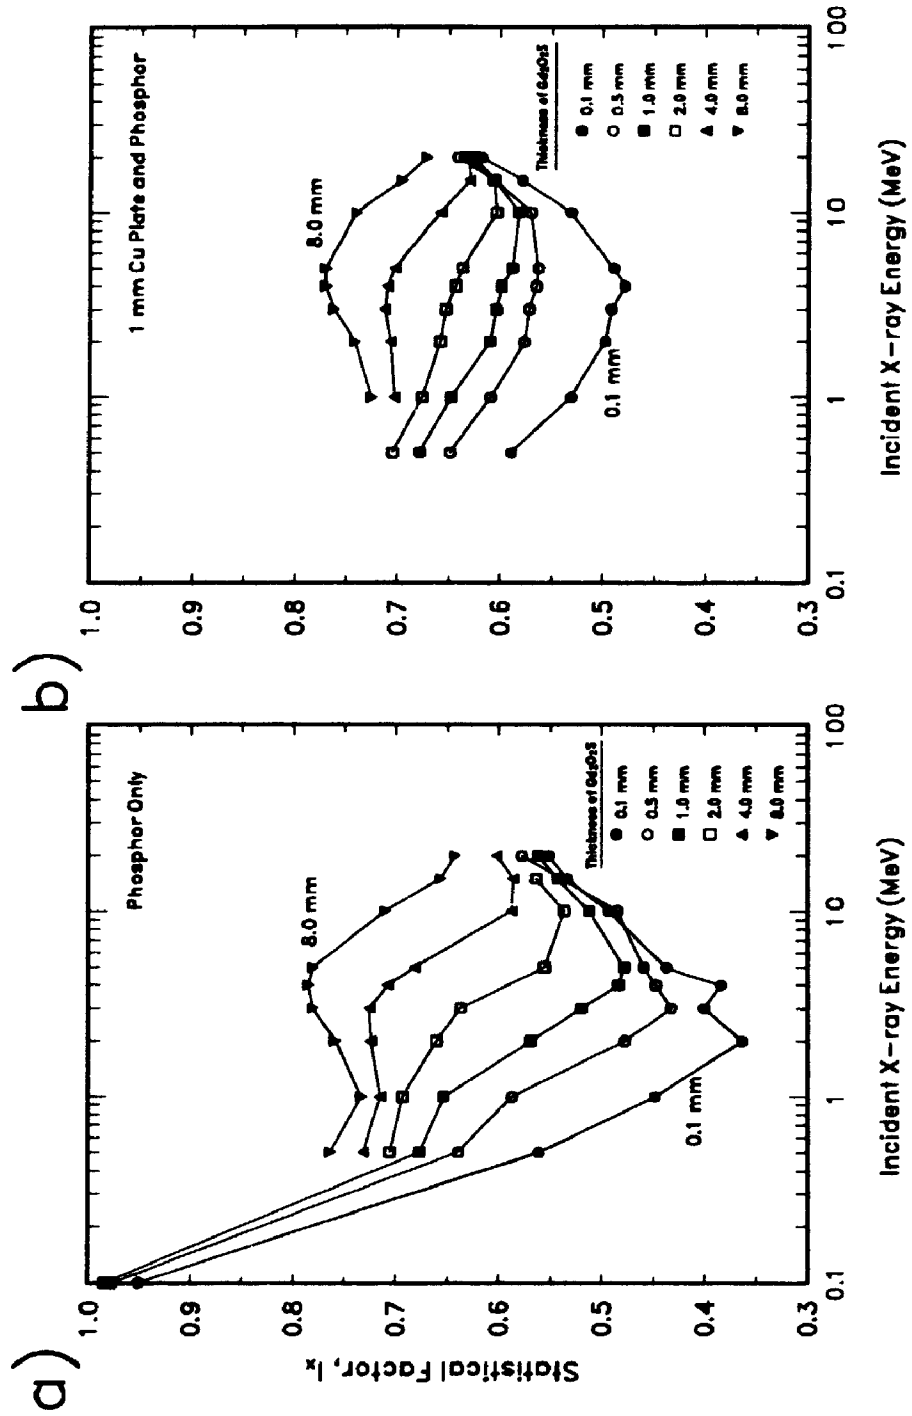 a)
Phosphor Only
8.0 mm
0.1 mm
Thickness of Gd₂O₂S
0.1 mm
0.5 mm
1.0 mm
2.0 mm
4.0 mm
8.0 mm
Statistical Factor, Iₓ
1.0
0.9
0.8
0.7
0.6
0.5
0.4
0.3
0.1
1
10
100
Incident X-ray Energy (MeV)
b)
1 mm Cu Plate and Phosphor
8.0 mm
0.1 mm
Thickness of Gd₂O₂S
0.1 mm
0.5 mm
1.0 mm
2.0 mm
4.0 mm
8.0 mm
1.0
0.9
0.8
0.7
0.6
0.5
0.4
0.3
0.1
1
10
100
Incident X-ray Energy (MeV)